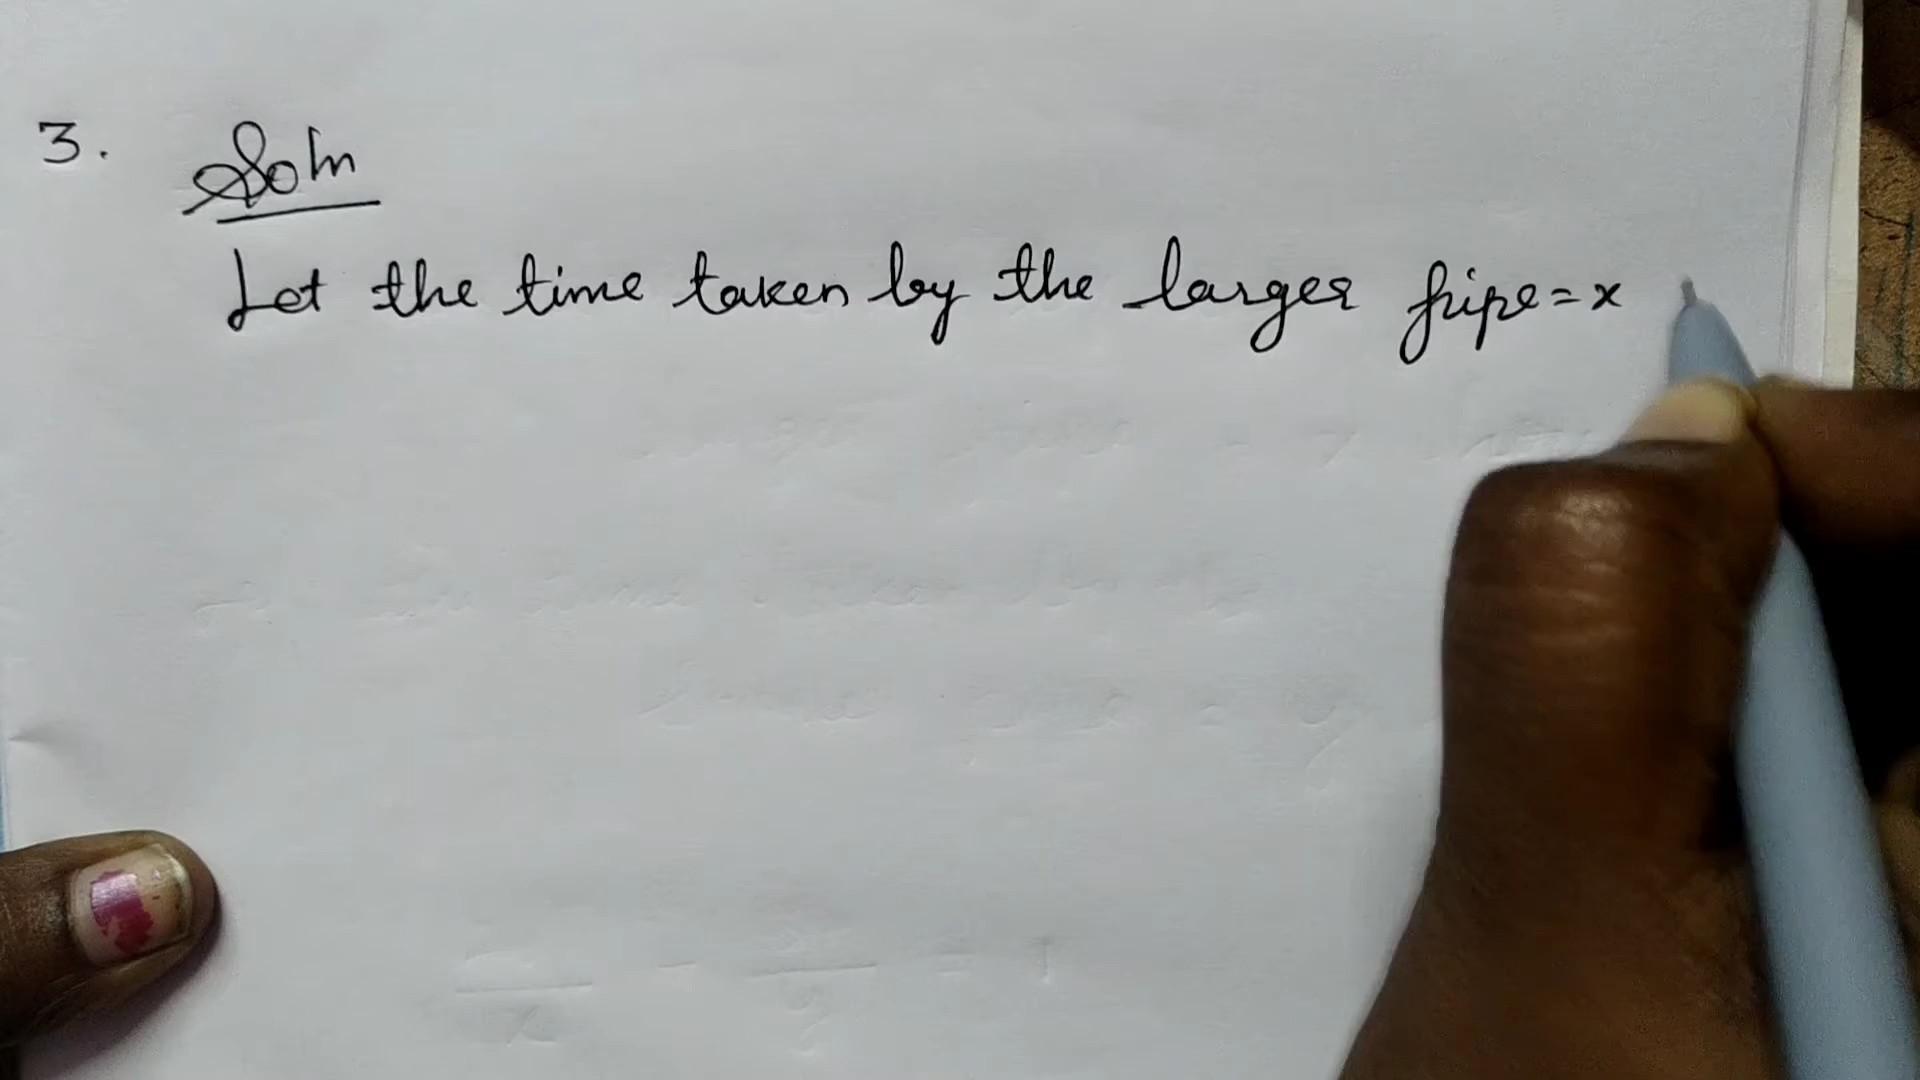 3. Soln
Let the time taken by the larger pipe = x